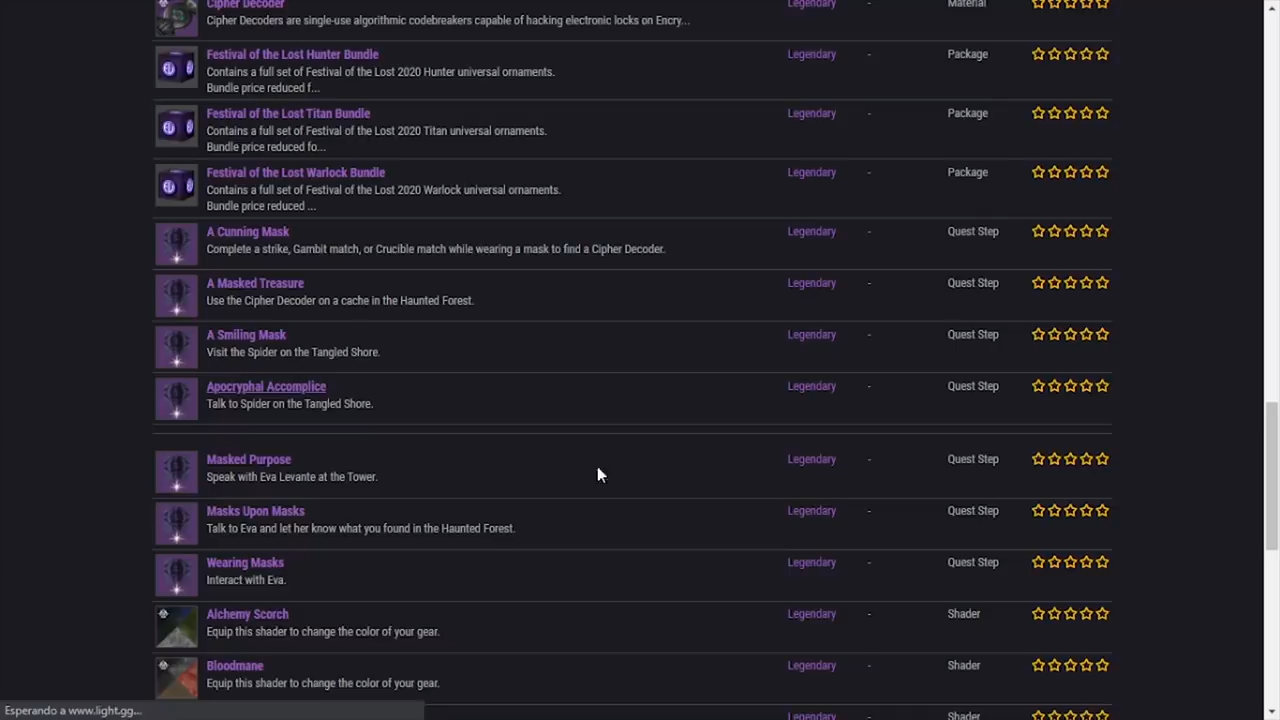 Cipher Decoder Legendary - Material
Cipher Decoders are single-use algorithmic codebreakers capable of hacking electronic locks on Encry...
Festival of the Lost Hunter Bundle Legendary - Package
Contains a full set of Festival of the Lost 2020 Hunter universal ornaments.
Bundle price reduced f...
Festival of the Lost Titan Bundle Legendary - Package
Contains a full set of Festival of the Lost 2020 Titan universal ornaments.
Bundle price reduced fo...
Festival of the Lost Warlock Bundle Legendary - Package
Contains a full set of Festival of the Lost 2020 Warlock universal ornaments.
Bundle price reduced ...
A Cunning Mask Legendary - Quest Step
Complete a strike, Gambit match, or Crucible match while wearing a mask to find a Cipher Decoder.
A Masked Treasure Legendary - Quest Step
Use the Cipher Decoder on a cache in the Haunted Forest.
A Smiling Mask Legendary - Quest Step
Visit the Spider on the Tangled Shore.
Apocryphal Accomplice Legendary - Quest Step
Talk to Spider on the Tangled Shore.
Masked Purpose Legendary - Quest Step
Speak with Eva Levante at the Tower.
Masks Upon Masks Legendary - Quest Step
Talk to Eva and let her know what you found in the Haunted Forest.
Wearing Masks Legendary - Quest Step
Interact with Eva.
Alchemy Scorch Legendary - Shader
Equip this shader to change the color of your gear.
Bloodmane Legendary - Shader
Equip this shader to change the color of your gear.
Legendary - Shader
Esperando a www.light.gg...